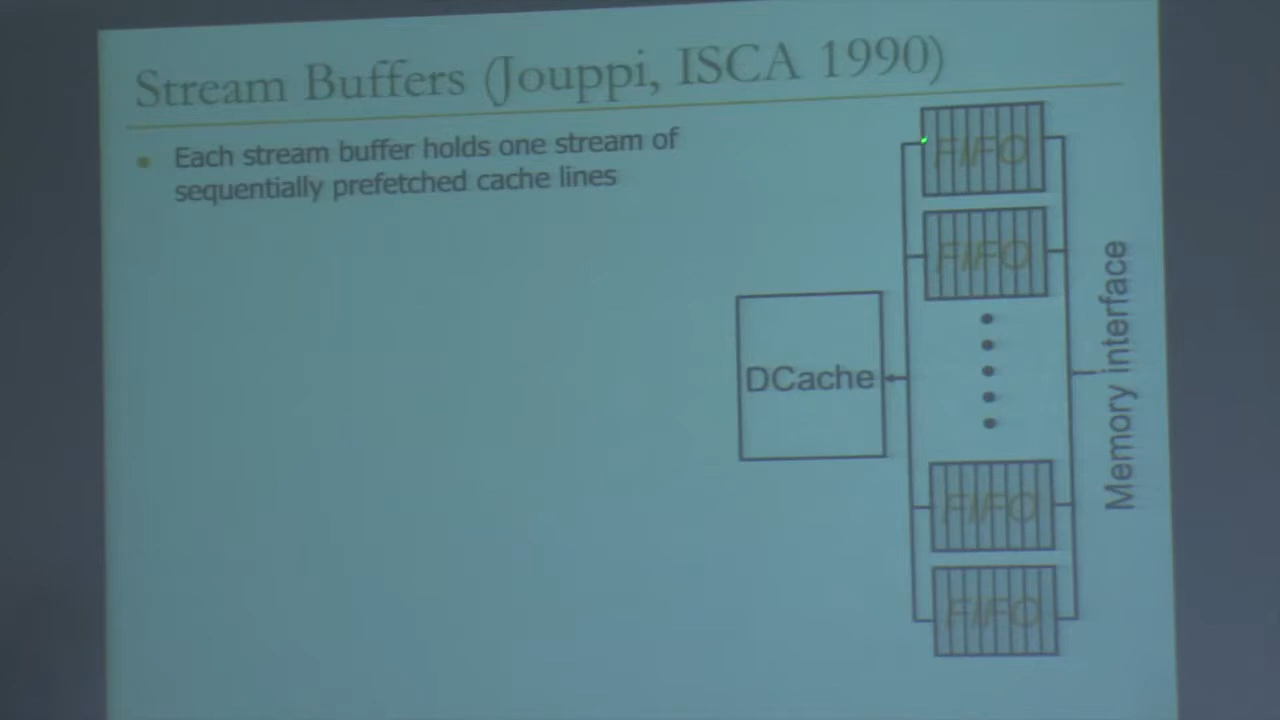 Stream Buffers (Jouppi, ISCA 1990)
Each stream buffer holds one stream of
sequentially prefetched cache lines
FIFO
FIFO
DCache
Memory interface
FIFO
FIFO